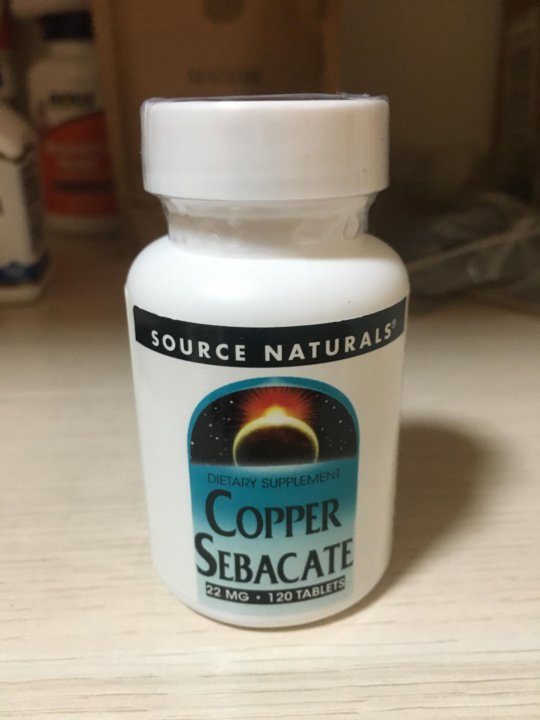 SOURCE NATURALS®
DIETARY SUPPLEMENT
COPPER
SEBACATE
22 MG • 120 TABLETS